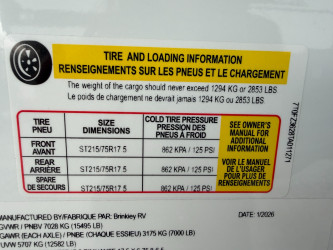 TIRE AND LOADING INFORMATION
RENSEIGNEMENTS SUR LES PNEUS ET LE CHARGEMENT
The weight of the cargo should never exceed 1294 KG or 2853 LBS
Le poids de chargement ne devrait jamais 1294 KG ou 2853 LBS
TIRE PNEU
SIZE DIMENSIONS
COLD TIRE PRESSURE
PRESSION DES
PNEUS À FROID
SEE OWNER'S
MANUAL FOR
ADDITIONAL
INFORMATION
FRONT
AVANT
ST215/75R17 5
862 KPA / 125 PSI
REAR
ARRIÈRE
ST215/75R17 5
862 KPA / 125 PSI
SPARE
DE SECOURS
ST215/75R17 5
862 KPA / 125 PSI
VOIR LE MANUEL
DE L'USAGER
POUR PLUS DE
RENSEIGNEMENTS
MANUFACTURED BY/FABRIQUÉ PAR: Brinkley RV
DATE: 1/2026
GVWR / PNBV 7028 KG (15495 LB)
GAWR (EACH AXLE) / PNBE (CHAQUE ESSIEU) 3175 KG (7000 LB)
UVW 5707 KG (12582 LB)